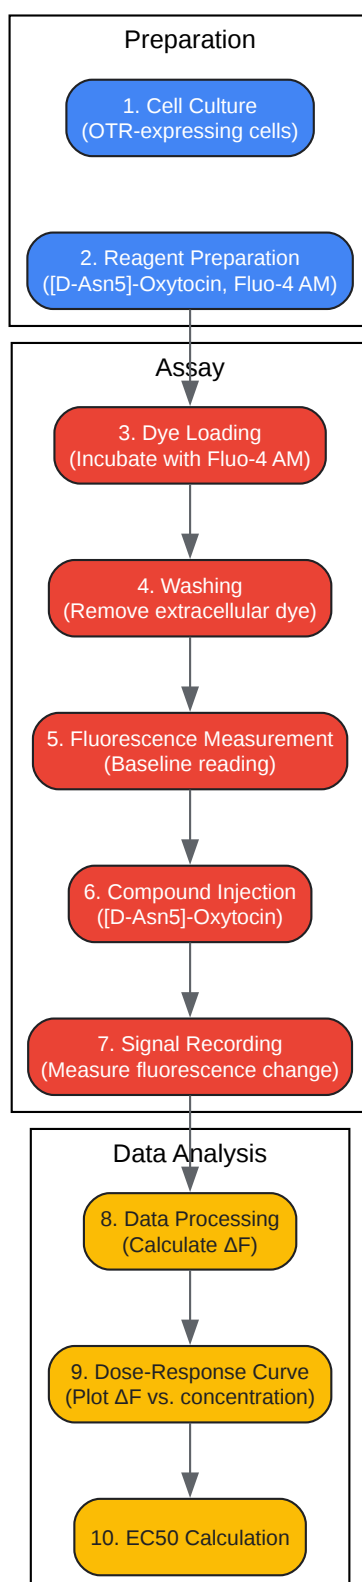 Preparation
1. Cell Culture
(OTR-expressing cells)
2. Reagent Preparation
([D-Asn5]-Oxytocin, Fluo-4 AM)
Assay
3. Dye Loading
(Incubate with Fluo-4 AM)
4. Washing
(Remove extracellular dye)
5. Fluorescence Measurement
(Baseline reading)
6. Compound Injection
([D-Asn5]-Oxytocin)
7. Signal Recording
(Measure fluorescence change)
Data Analysis
8. Data Processing
(Calculate ΔF)
9. Dose-Response Curve
(Plot ΔF vs. concentration)
10. EC50 Calculation